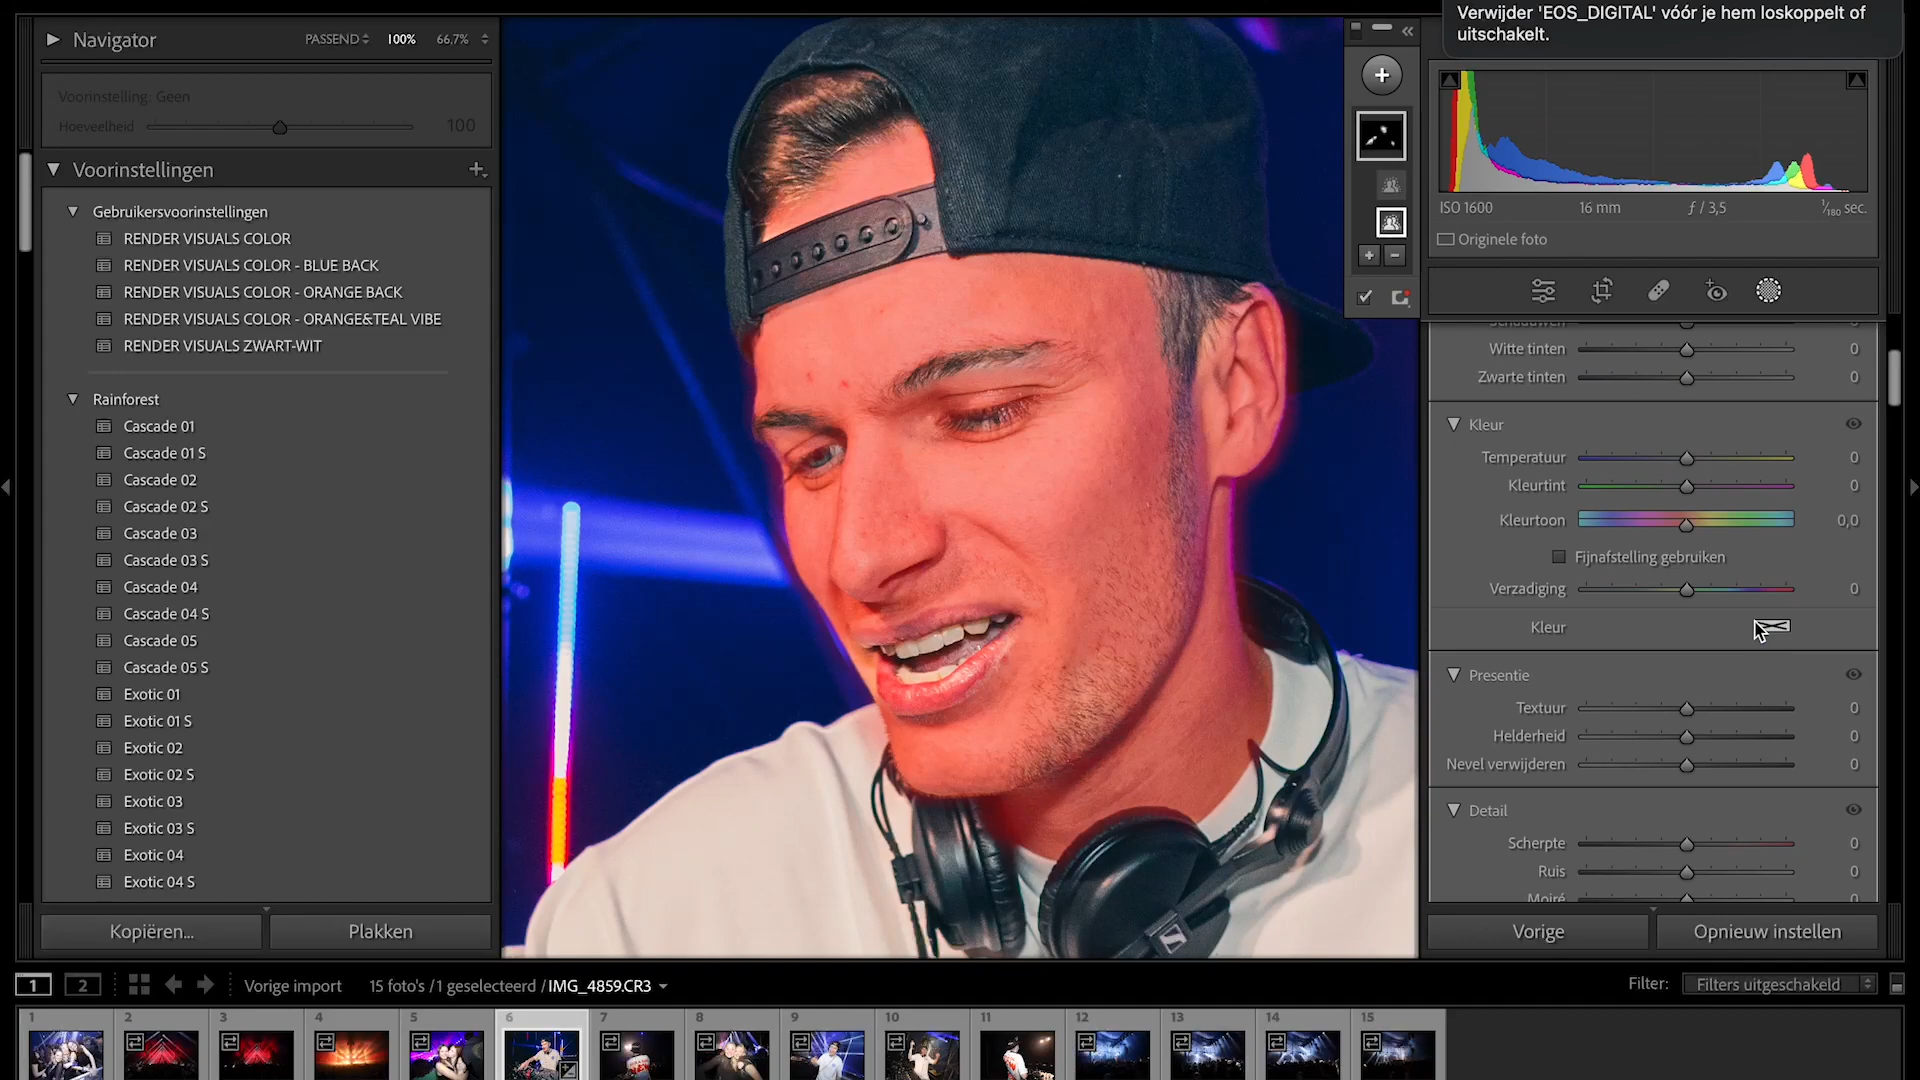 Verwijder 'EOS_DIGITAL' vóór je hem loskoppelt of
uitschakelt.
Navigator
PASSEND
100%
66,7%
Voorinstelling: Geen
Hoeveelheid
100
Voorinstellingen
Gebruikersvoorinstellingen
RENDER VISUALS COLOR
RENDER VISUALS COLOR - BLUE BACK
RENDER VISUALS COLOR - ORANGE BACK
RENDER VISUALS COLOR - ORANGE&TEAL VIBE
RENDER VISUALS ZWART-WIT
Rainforest
Cascade 01
Cascade 01 S
Cascade 02
Cascade 02 S
Cascade 03
Cascade 03 S
Cascade 04
Cascade 04 S
Cascade 05
Cascade 05 S
Exotic 01
Exotic 01 S
Exotic 02
Exotic 02 S
Exotic 03
Exotic 03 S
Exotic 04
Exotic 04 S
Kopiëren...
Plakken
ISO 1600
16 mm
ƒ / 3,5
1/180 sec.
Originele foto
Schaduwen 0
Witte tinten 0
Zwarte tinten 0
Kleur
Temperatuur 0
Kleurtint 0
Kleurtoon 0,0
Fijnafstelling gebruiken
Verzadiging 0
Kleur
Presentie
Textuur 0
Helderheid 0
Nevel verwijderen 0
Detail
Scherpte 0
Ruis 0
Moiré 0
Vorige
Opnieuw instellen
1
2
Vorige import
15 foto's /1 geselecteerd /IMG_4859.CR3
Filter:
Filters uitgeschakeld
1 2 3 4 5 6 7 8 9 10 11 12 13 14 15